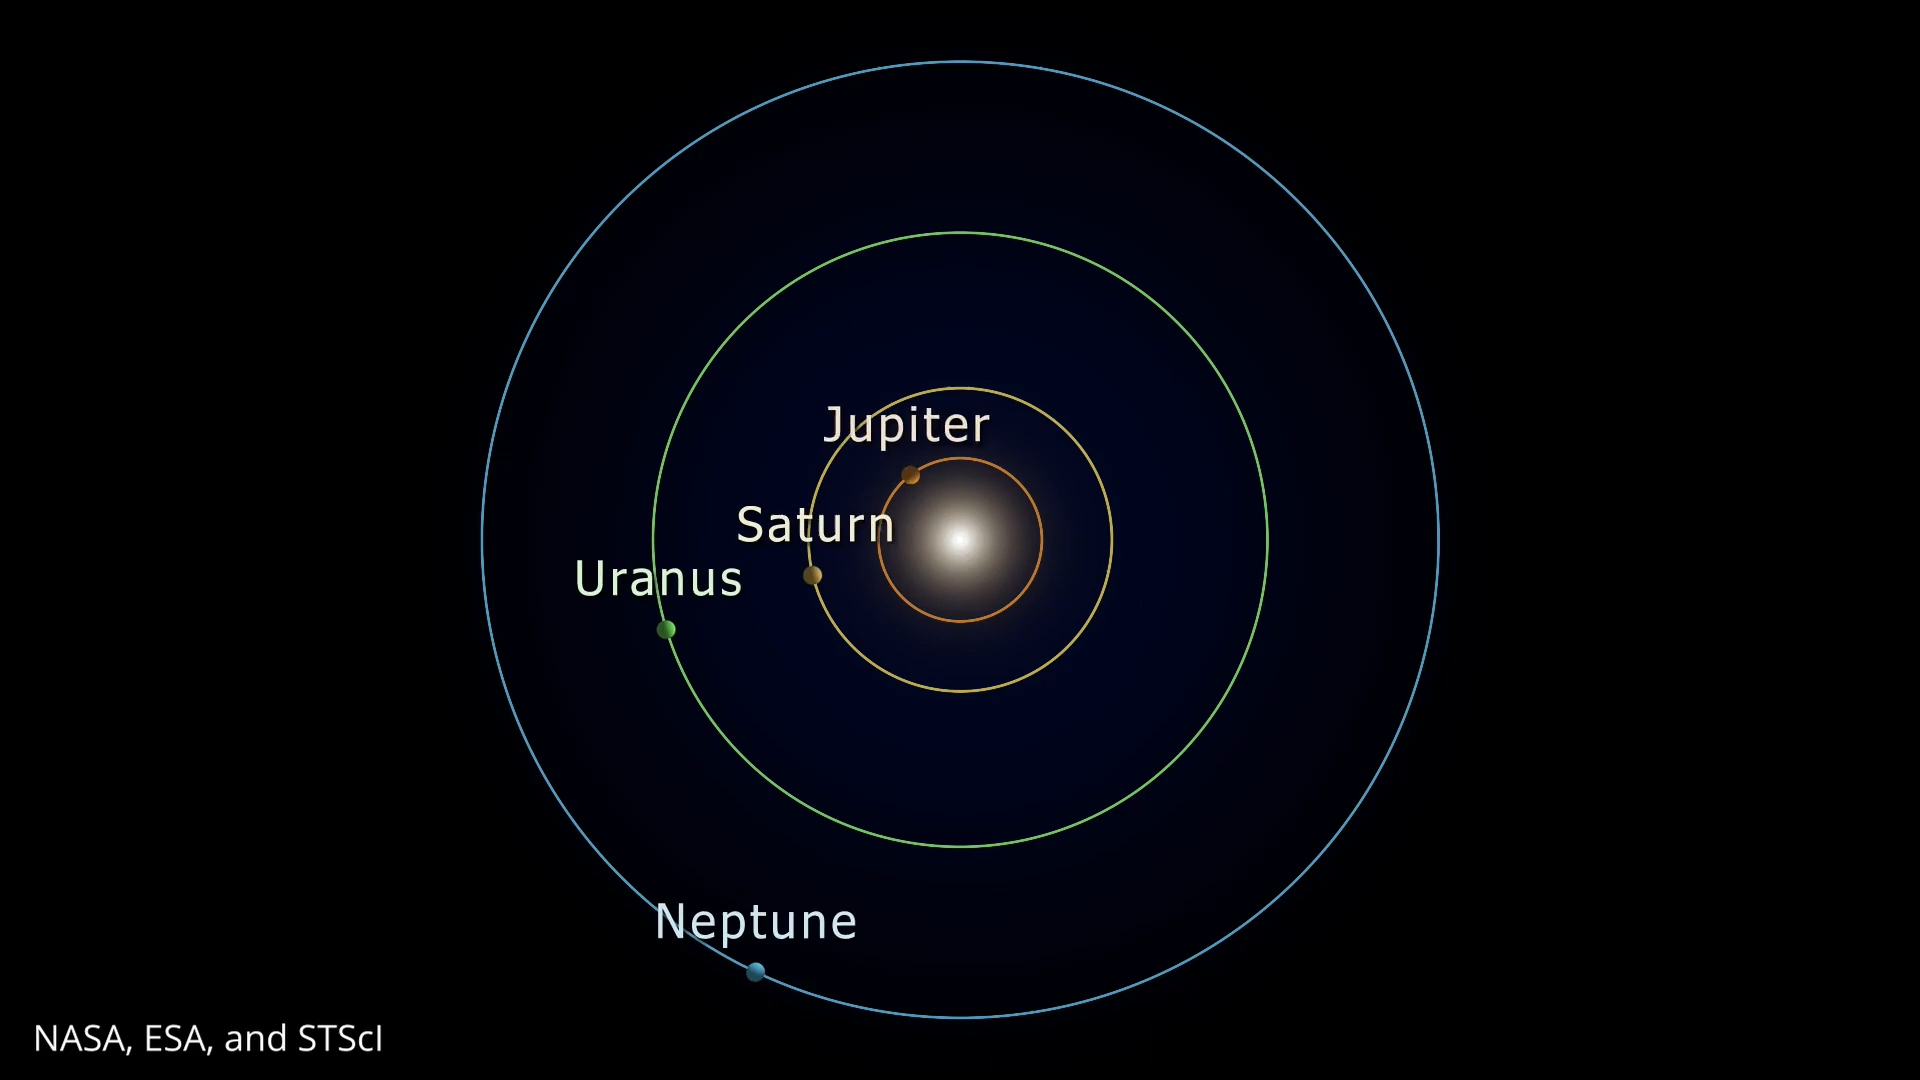 Jupiter
Saturn
Uranus
Neptune
NASA, ESA, and STScI